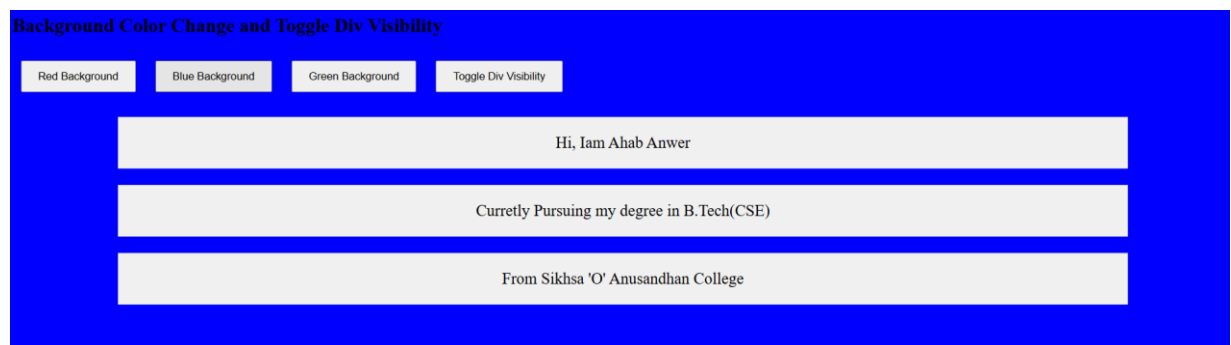 Background Color Change and Toggle Div Visibility
Red Background Blue Background Green Background Toggle Div Visibility
Hi, Iam Ahab Anwer
Curretly Pursuing my degree in B.Tech(CSE)
From Sikhsa 'O' Anusandhan College